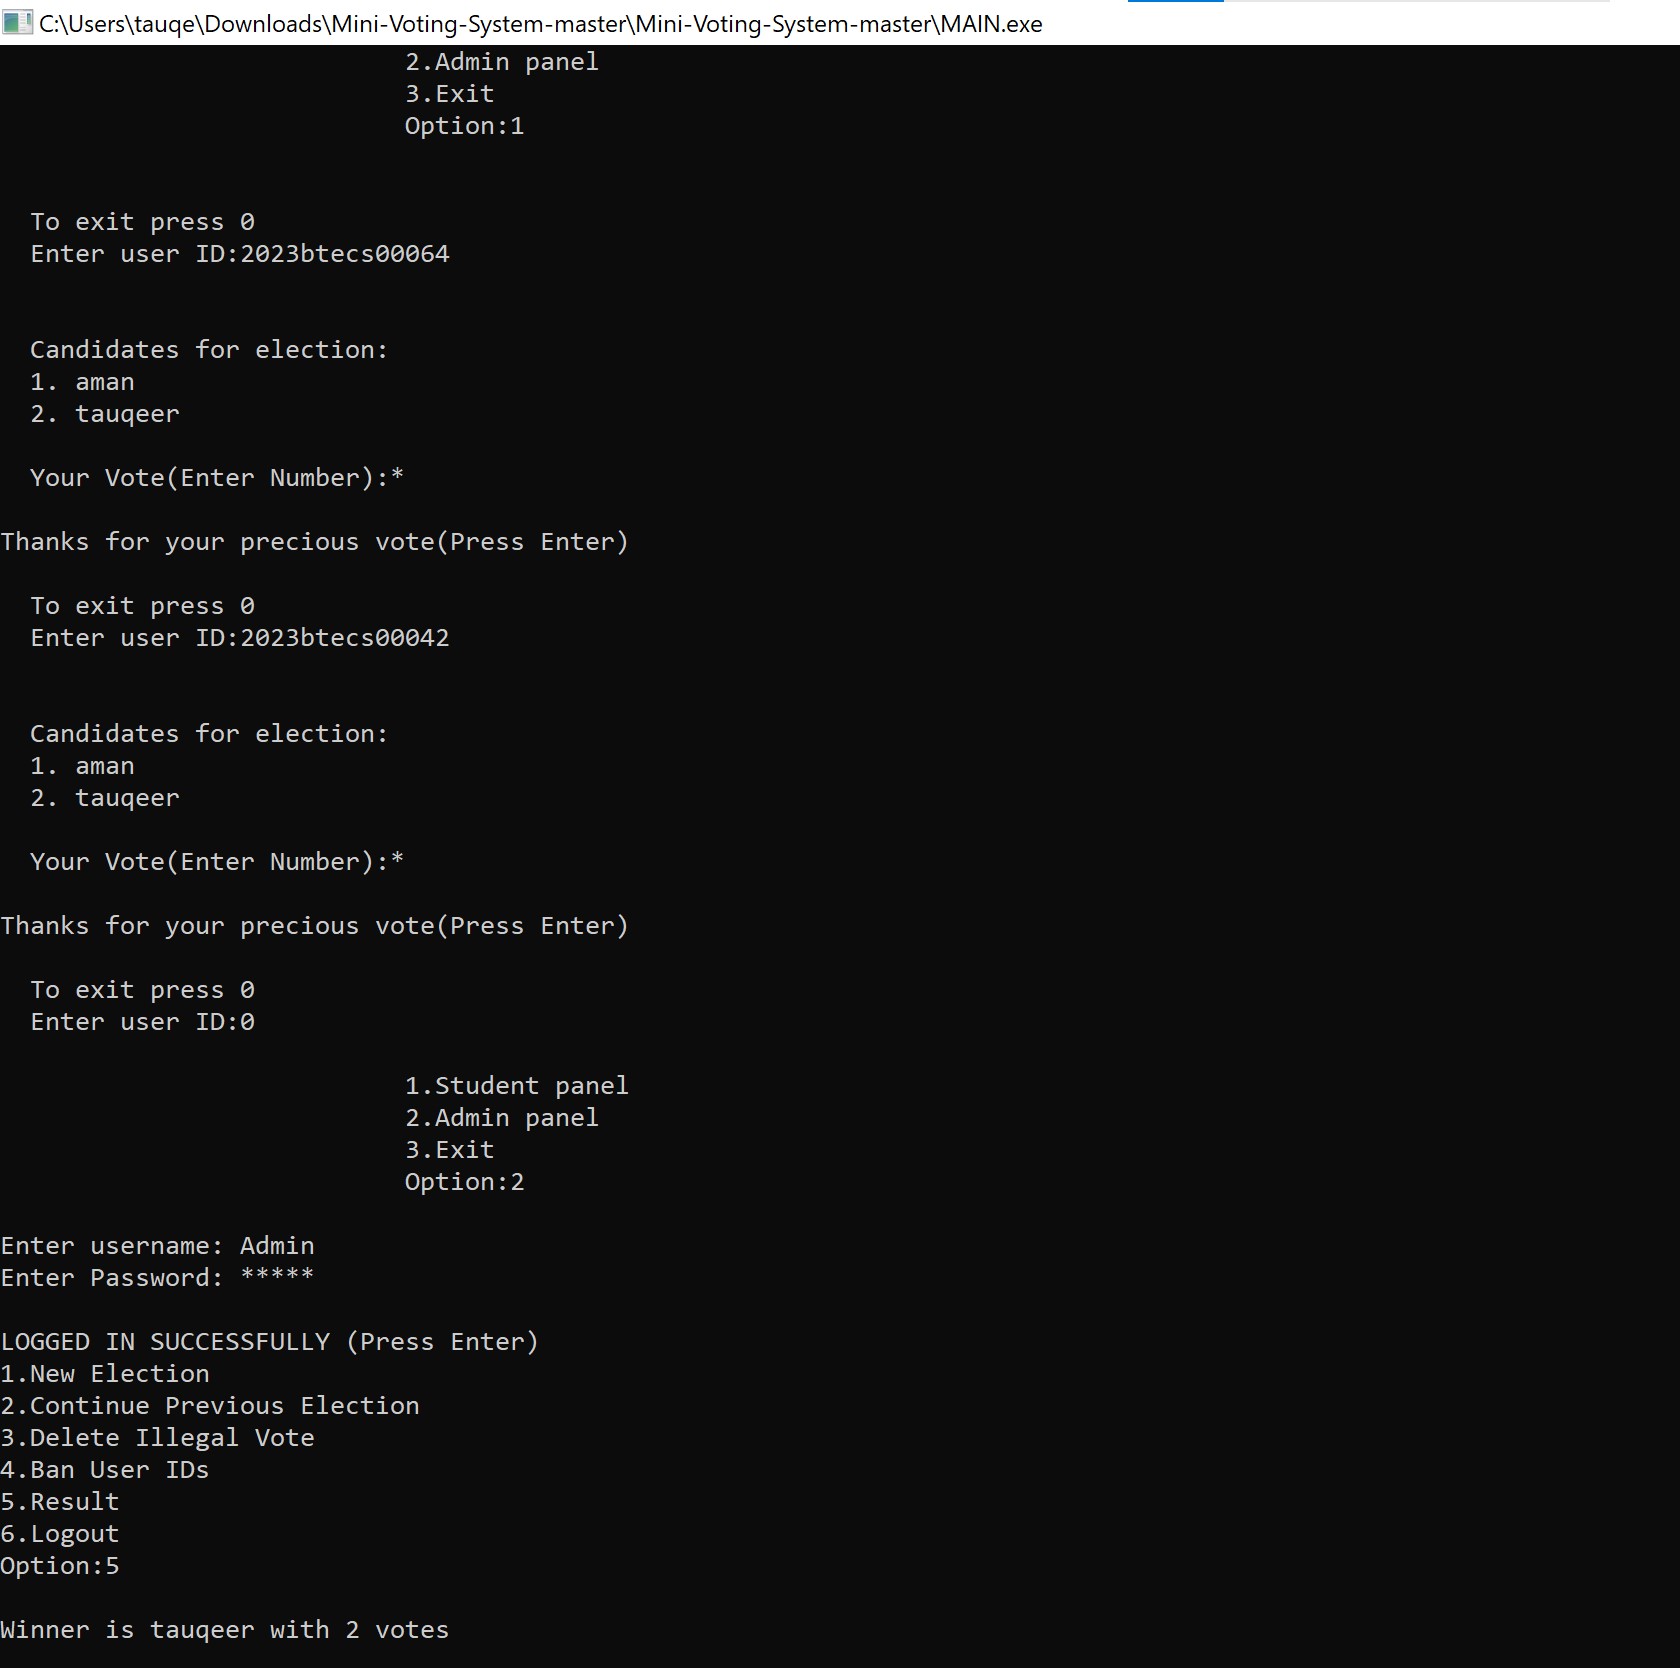 C:\Users\tauqe\Downloads\Mini-Voting-System-master\Mini-Voting-System-master\MAIN.exe
2.Admin panel
3.Exit
Option:1
To exit press 0
Enter user ID:2023btecs00064
Candidates for election:
1. aman
2. tauqeer
Your Vote(Enter Number):*
Thanks for your precious vote(Press Enter)
To exit press 0
Enter user ID:2023btecs00042
Candidates for election:
1. aman
2. tauqeer
Your Vote(Enter Number):*
Thanks for your precious vote(Press Enter)
To exit press 0
Enter user ID:0
1.Student panel
2.Admin panel
3.Exit
Option:2
Enter username: Admin
Enter Password: *****
LOGGED IN SUCCESSFULLY (Press Enter)
1.New Election
2.Continue Previous Election
3.Delete Illegal Vote
4.Ban User IDs
5.Result
6.Logout
Option:5
Winner is tauqeer with 2 votes